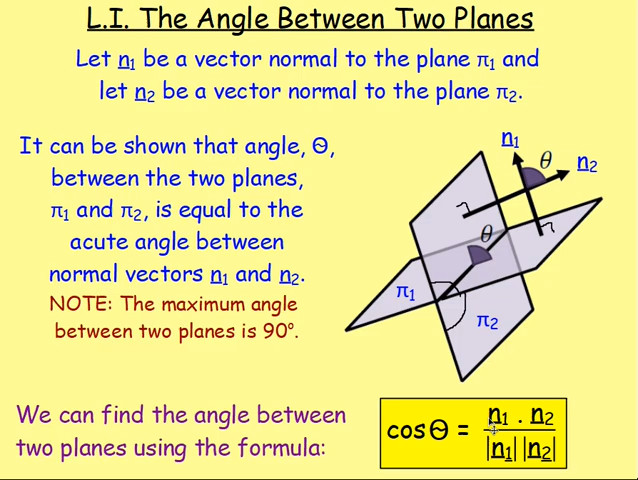 L.I. The Angle Between Two Planes
Let n₁ be a vector normal to the plane π₁ and
let n₂ be a vector normal to the plane π₂.
It can be shown that angle, Θ,
between the two planes,
π₁ and π₂, is equal to the
acute angle between
normal vectors n₁ and n₂.
NOTE: The maximum angle
between two planes is 90°.
n₁
θ
n₂
θ
π₁
π₂
We can find the angle between
two planes using the formula:
cosΘ = n₁ . n₂
|n₁||n₂|